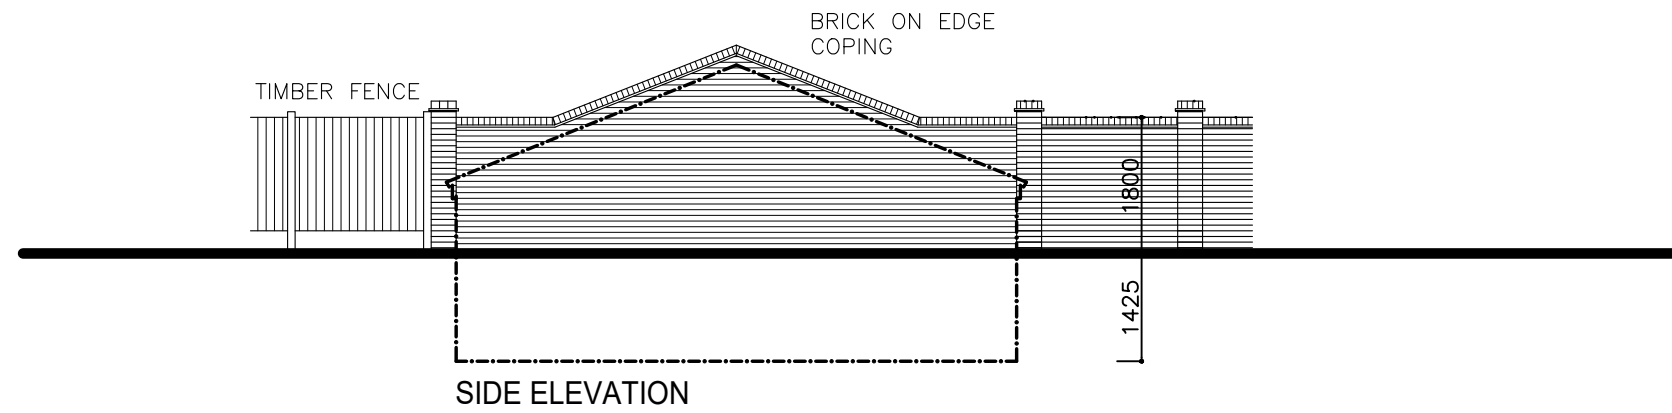 BRICK ON EDGE
COPING
TIMBER FENCE
1800
1425
SIDE ELEVATION